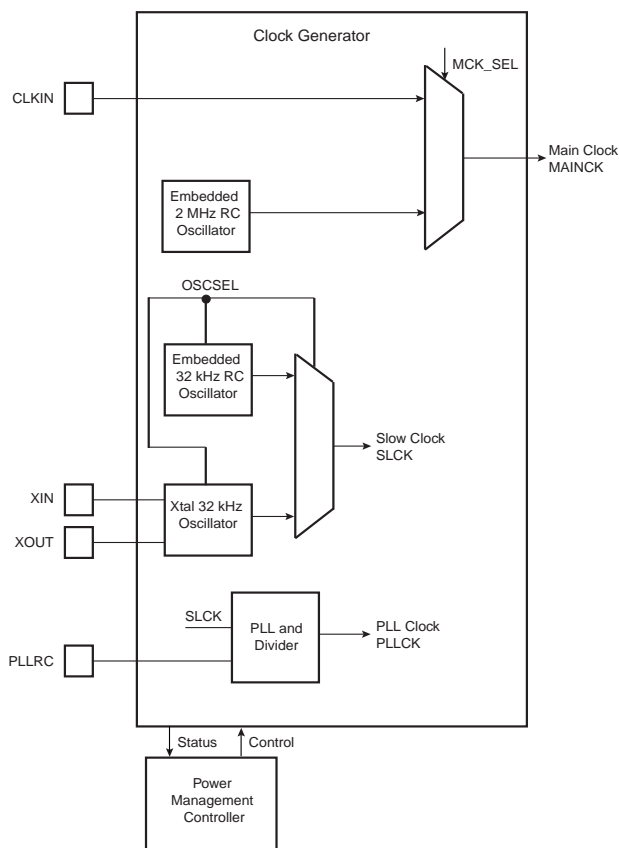 Clock Generator
MCK_SEL
CLKIN
Main Clock
MAINCK
Embedded
2 MHz RC
Oscillator
OSCSEL
Embedded
32 kHz RC
Oscillator
Slow Clock
SLCK
XIN
Xtal 32 kHz
Oscillator
XOUT
SLCK
PLL and
Divider
PLL Clock
PLLCK
PLLRC
Status
Control
Power
Management
Controller